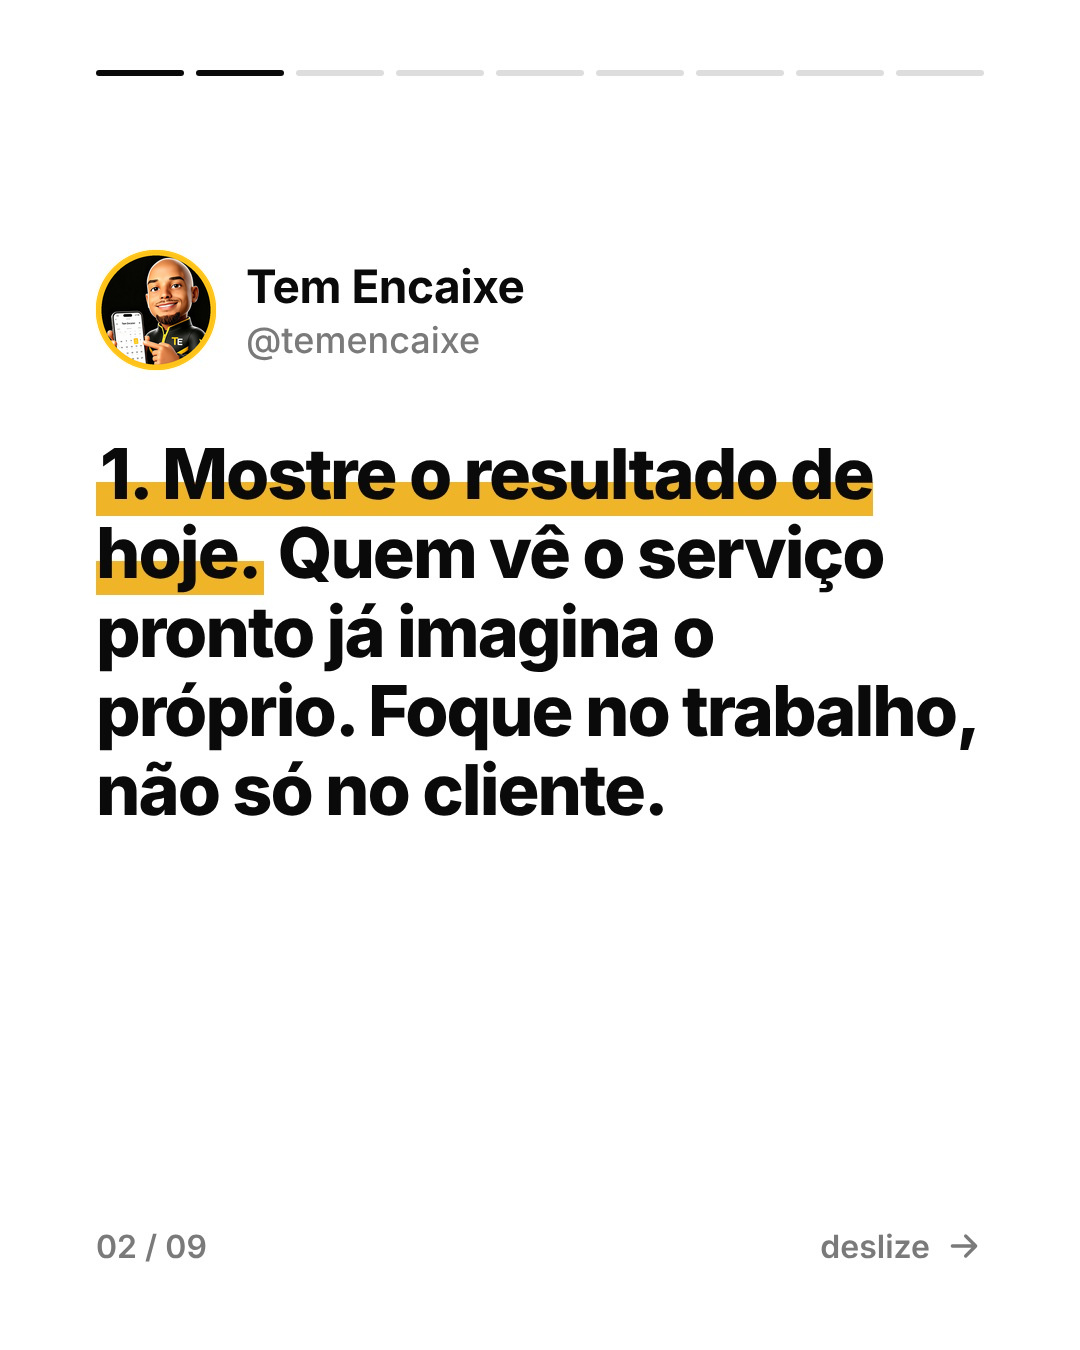 Tem Encaixe
@temencaixe
1. Mostre o resultado de
hoje. Quem vê o serviço
pronto já imagina o
próprio. Foque no trabalho,
não só no cliente.
02 / 09
deslize →